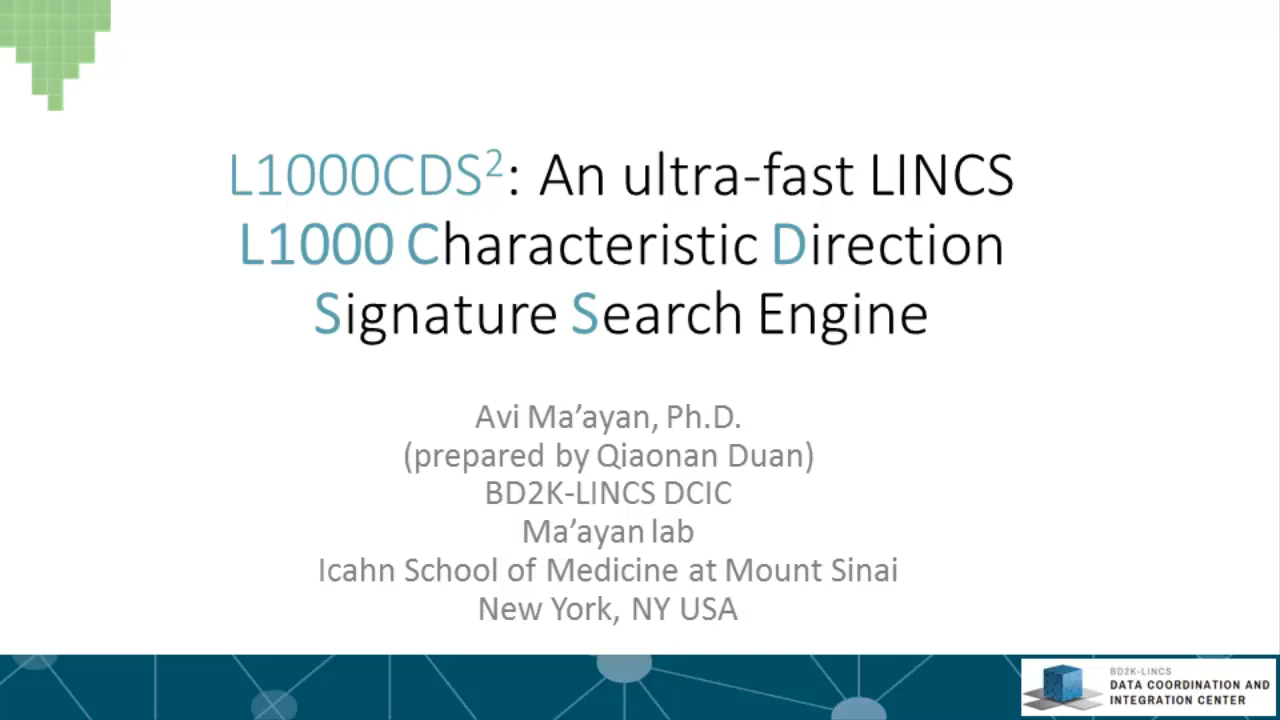 L1000CDS²: An ultra-fast LINCS
L1000 Characteristic Direction
Signature Search Engine
Avi Ma’ayan, Ph.D.
(prepared by Qiaonan Duan)
BD2K-LINCS DCIC
Ma’ayan lab
Icahn School of Medicine at Mount Sinai
New York, NY USA
BD2K-LINCS
DATA COORDINATION AND
INTEGRATION CENTER